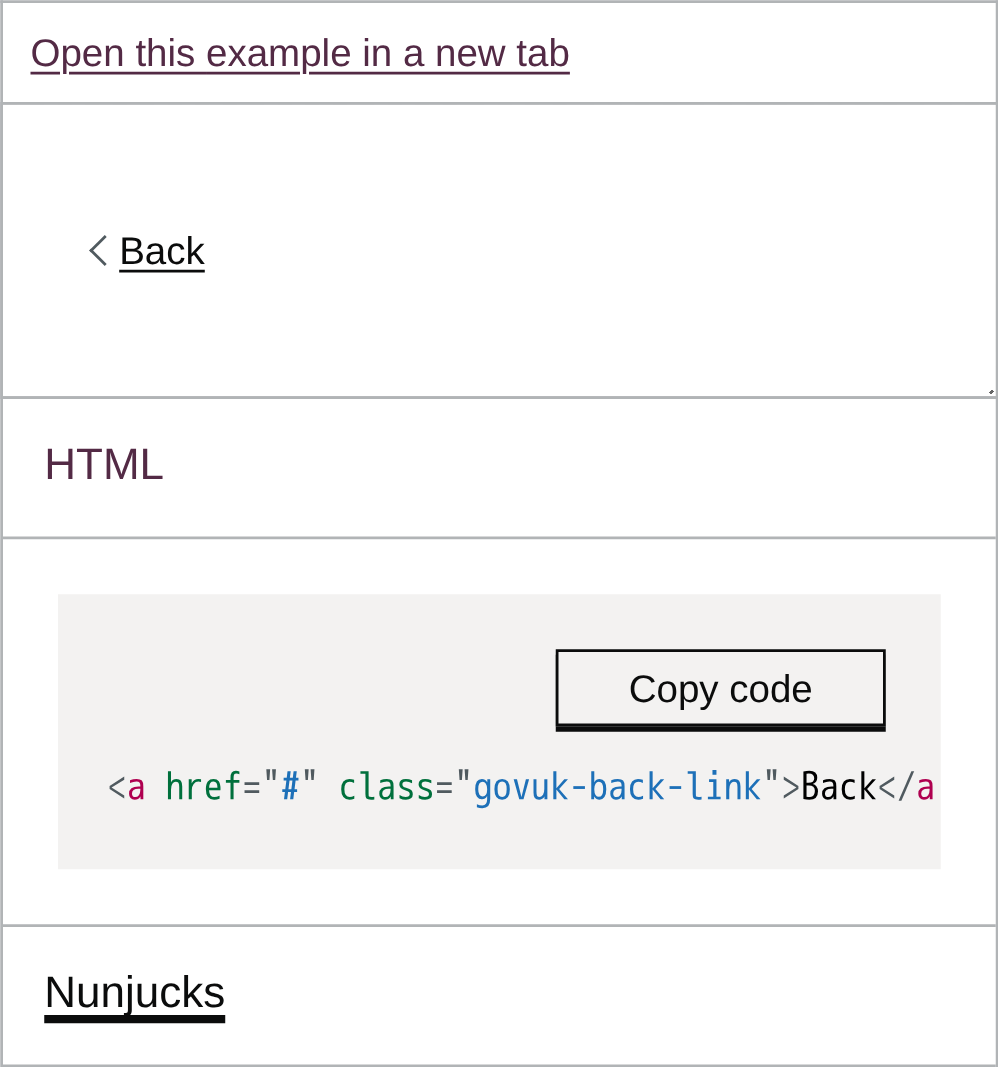 Open this example in a new tab
Back
HTML
Copy code
<a href="#" class="govuk-back-link">Back</a
Nunjucks